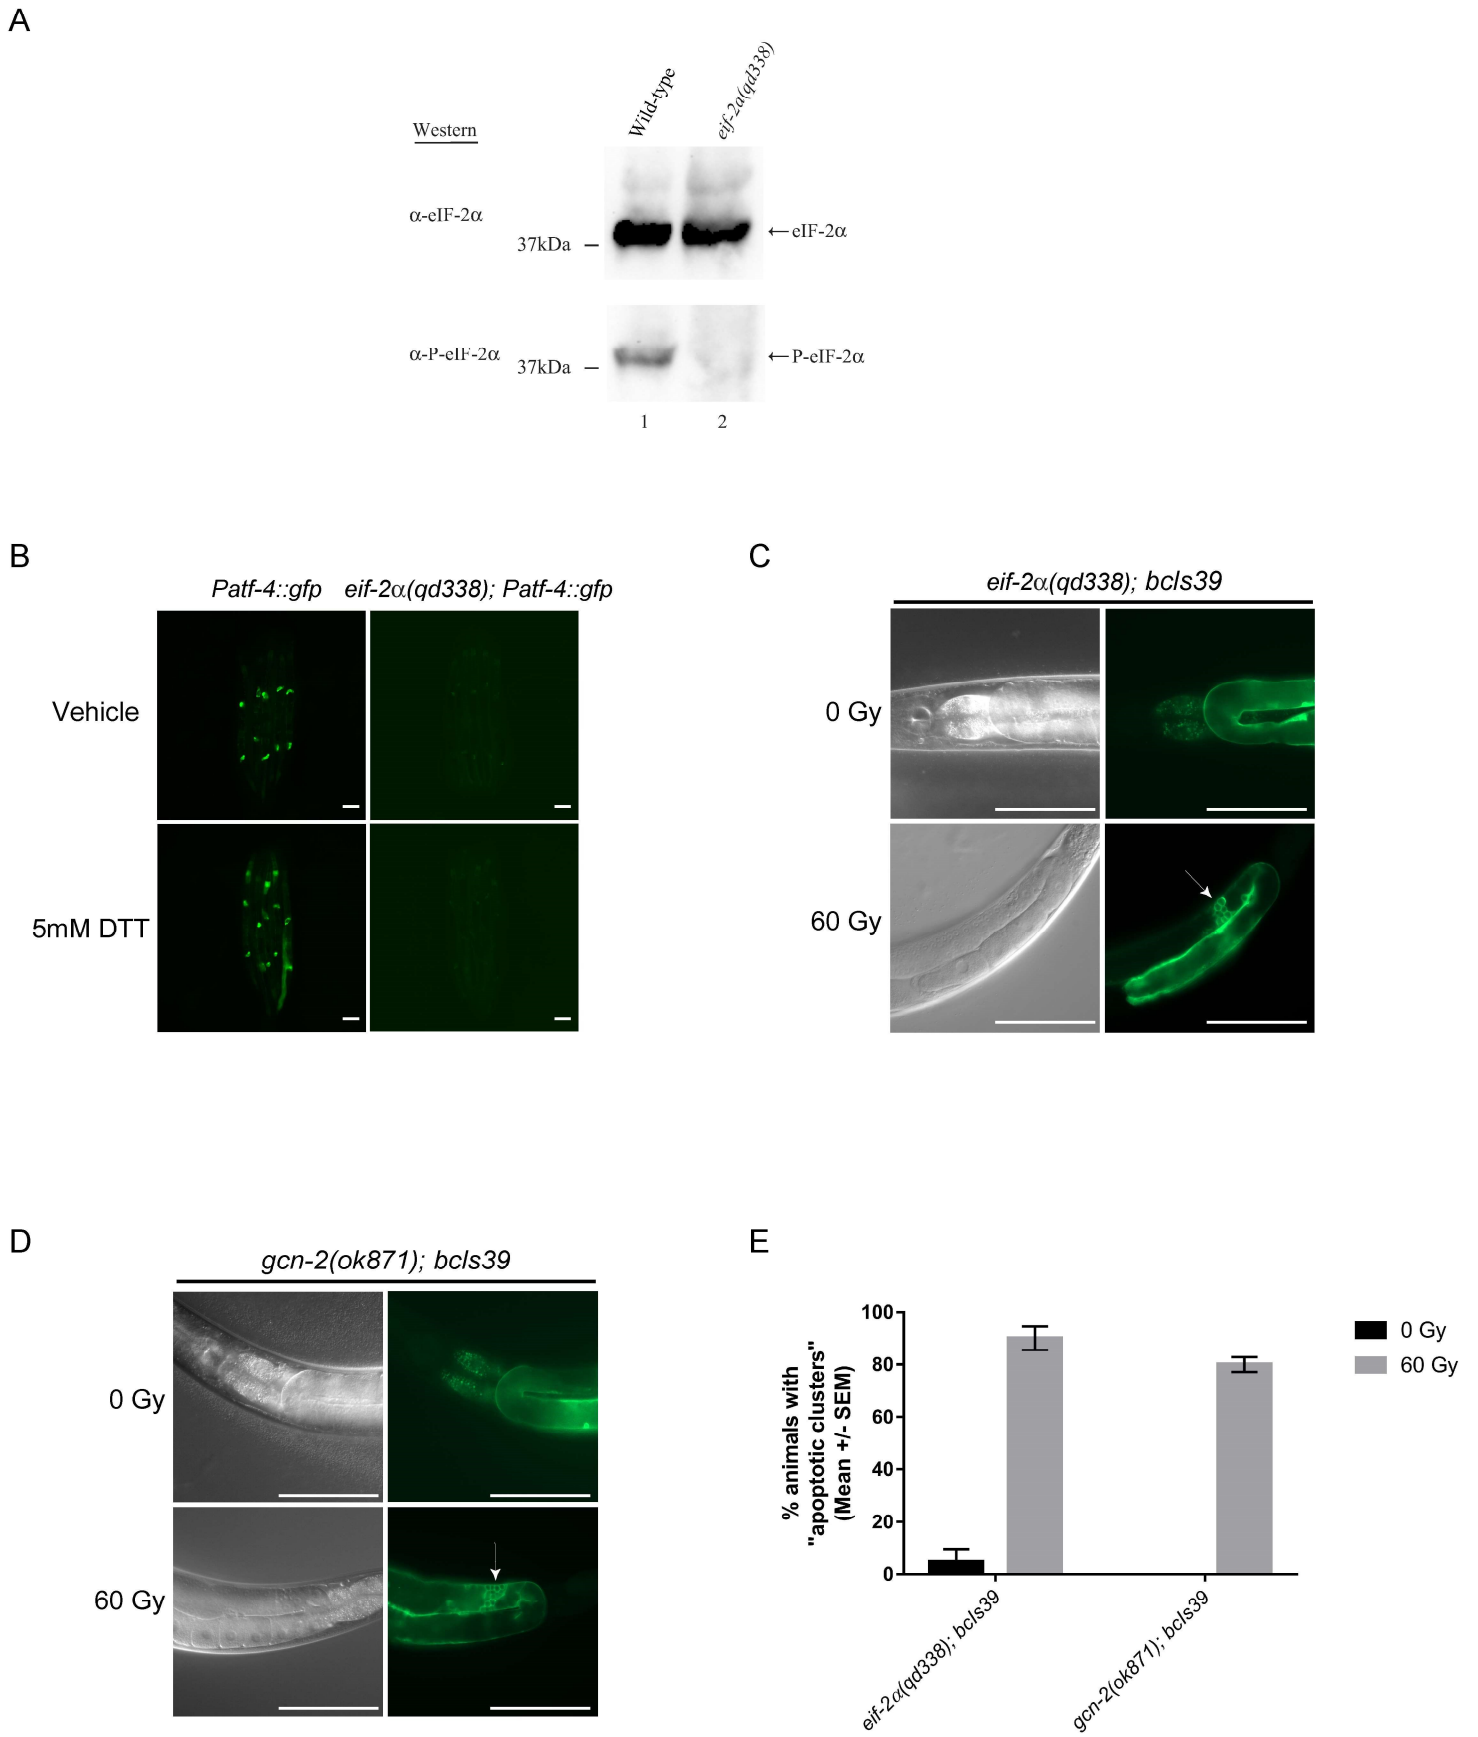 A
Wild-type
eif-2a(qd338)
Western
α-eIF-2α
37kDa
←eIF-2α
α-P-eIF-2α
37kDa
←P-eIF-2α
1 2
B
Patf-4::gfp eif-2α(qd338); Patf-4::gfp
Vehicle
5mM DTT
C
eif-2α(qd338); bcIs39
0 Gy
60 Gy
D
gcn-2(ok871); bcIs39
0 Gy
60 Gy
E
% animals with
"apoptotic clusters"
(Mean +/- SEM)
100
80
60
40
20
0
eif-2α(qd338); bcIs39
gcn-2(ok871); bcIs39
0 Gy
60 Gy